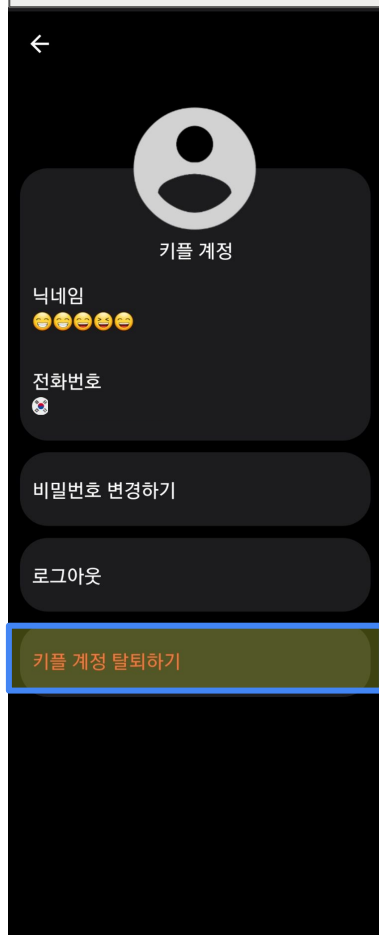 키플 계정
닉네임
😁😁😄😆😄
전화번호
🇰🇷
비밀번호 변경하기
로그아웃
키플 계정 탈퇴하기